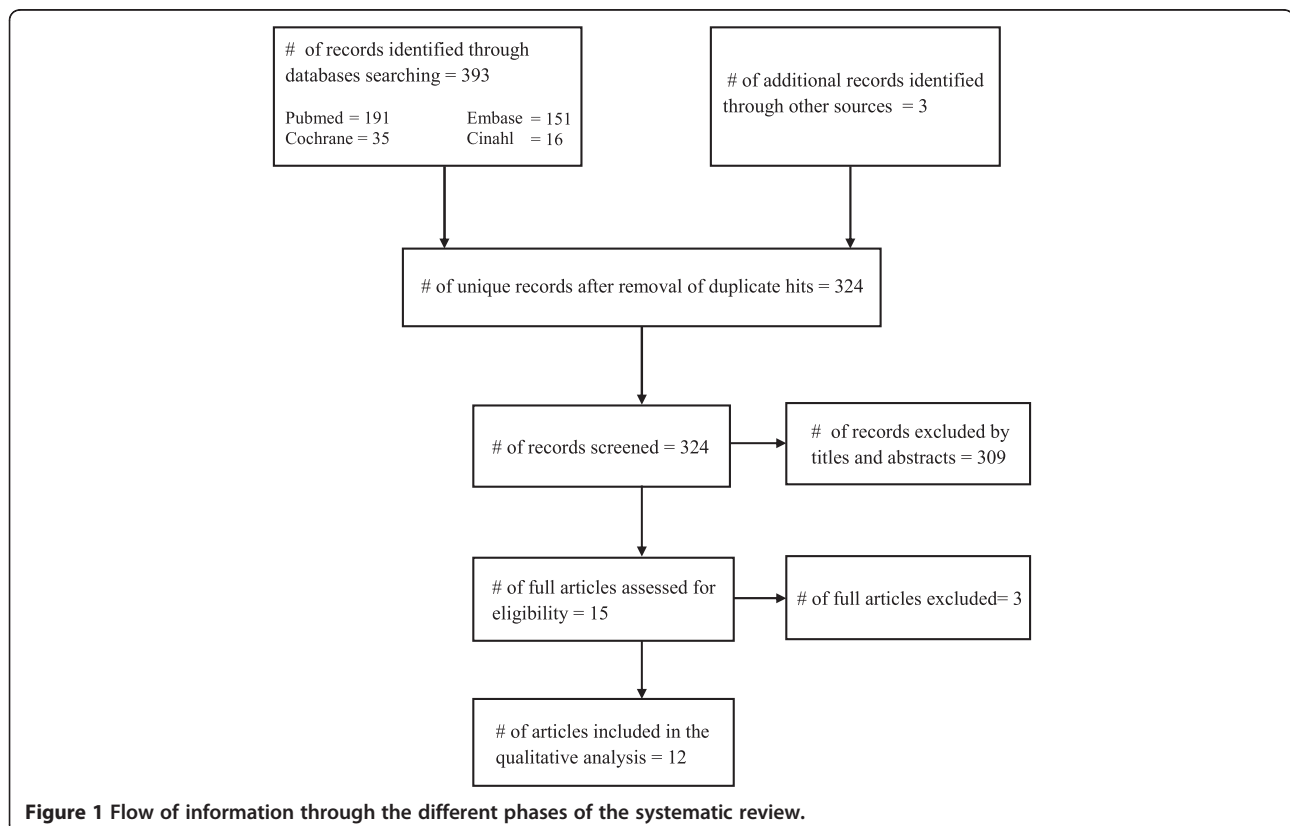 # of records identified through
databases searching = 393
Pubmed = 191 Embase = 151
Cochrane = 35 Cinahl = 16
# of additional records identified
through other sources = 3
# of unique records after removal of duplicate hits = 324
# of records screened = 324
# of records excluded by
titles and abstracts = 309
# of full articles assessed for
eligibility = 15
# of full articles excluded= 3
# of articles included in the
qualitative analysis = 12
Figure 1 Flow of information through the different phases of the systematic review.